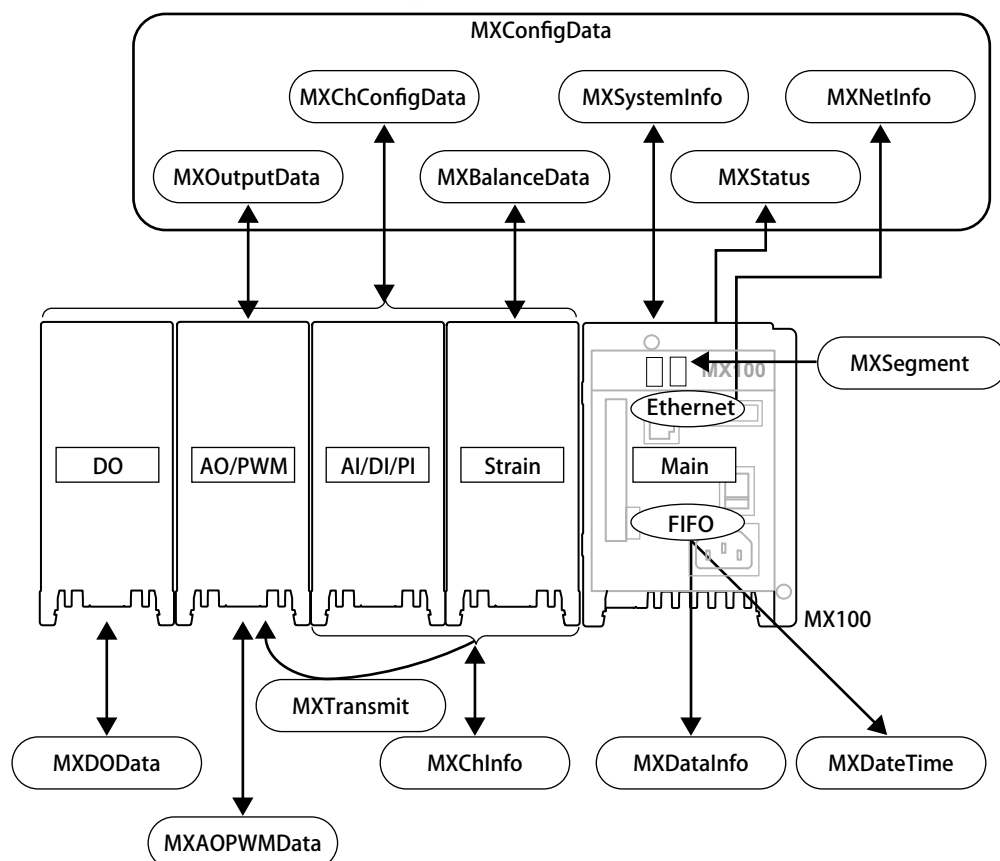 MXConfigData
MXChConfigData
MXSystemInfo
MXNetInfo
MXOutputData
MXBalanceData
MXStatus
MX100
MXSegment
Ethernet
DO
AO/PWM
AI/DI/PI
Strain
Main
FIFO
MX100
MXTransmit
MXDOData
MXChInfo
MXDataInfo
MXDateTime
MXAOPWMData